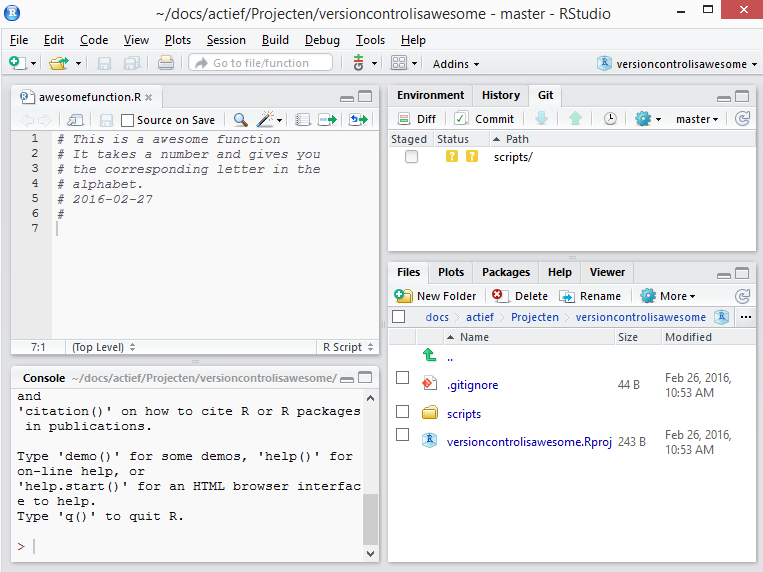 ~/docs/actief/Projecten/versioncontrolisawesome - master - RStudio
File Edit Code View Plots Session Build Debug Tools Help
Go to file/function Addins versioncontrolisawesome
awesomefunction.R
Source on Save
1 # This is a awesome function
2 # It takes a number and gives you
3 # the corresponding letter in the
4 # alphabet.
5 # 2016-02-27
6 #
7
7:1 (Top Level) R Script
Console ~/docs/actief/Projecten/versioncontrolisawesome/
and
'citation()' on how to cite R or R packages
in publications.
Type 'demo()' for some demos, 'help()' for
on-line help, or
'help.start()' for an HTML browser interfac
e to help.
Type 'q()' to quit R.
>
Environment History Git
Diff Commit master
Staged Status Path
? ? scripts/
Files Plots Packages Help Viewer
New Folder Delete Rename More
docs actief Projecten versioncontrolisawesome R ...
Name Size Modified
..
.gitignore 44 B Feb 26, 2016,
10:53 AM
scripts
versioncontrolisawesome.Rproj 243 B Feb 26, 2016,
10:53 AM